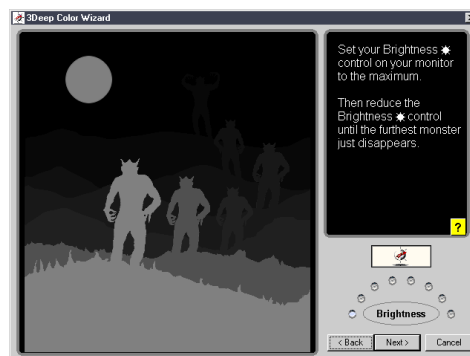 3Deep Color Wizard
Set your Brightness
control on your monitor
to the maximum.
Then reduce the
Brightness control
until the furthest monster
just disappears.
?
Brightness
< Back
Next >
Cancel